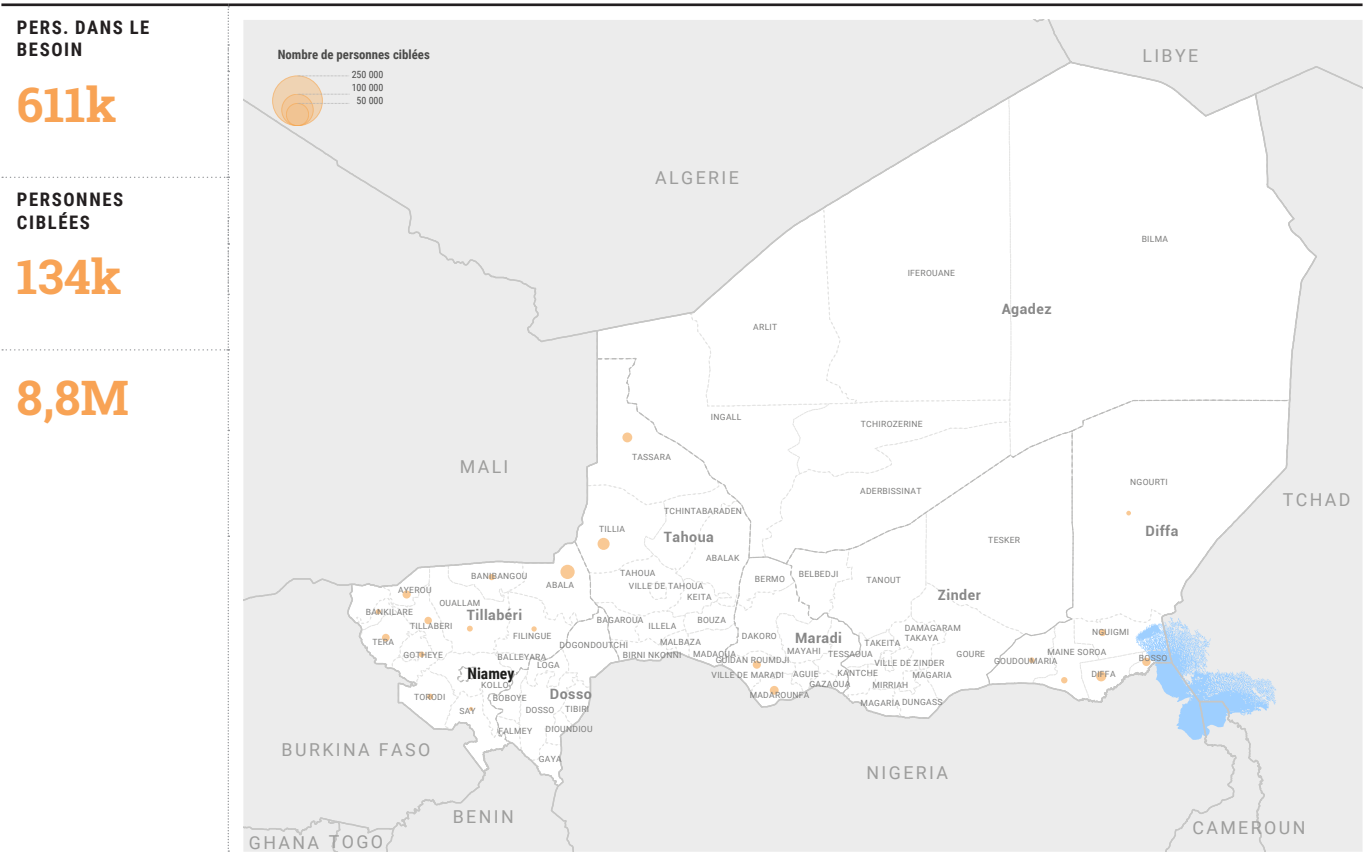 PERS. DANS LE
BESOIN
611k
PERSONNES
CIBLÉES
134k
8,8M
Nombre de personnes ciblées
250 000
100 000
50 000
LIBYE
ALGERIE
BILMA
IFEROUANE
Agadez
ARLIT
INGALL
TCHIROZERINE
MALI
TASSARA
NGOURTI
ADERBISSINAT
TCHAD
TCHINTABARADEN
TILLIA
Tahoua
Diffa
TESKER
ABALAK
BANIBANGOU
ABALA
TAHOUA
BERMO
BELBEDJI
TANOUT
VILLE DE TAHOUA
AYEROU
KEITA
Zinder
OUALLAM
BANKILARE
Tillabéri
TILLABERI
BAGAROUA
ILLELA
BOUZA
DAMAGARAM
TAKAYA
NGUIGMI
FILINGUE
DAKORO
Maradi
TERA
DOGONDOUTCHI
MALBAZA
TAKEITA
MAYAHI
TESSAOUA
MAINE SOROA
GOTHEYE
BALLEYARA
BIRNI NKONNI
MADAOUA
GOURE
BOSSO
GUIDAN ROUMDJI
VILLE DE ZINDER
GOUDOUMARIA
LOGA
Niamey
VILLE DE MARADI
AGUIE
KANTCHE
MAGARIA
DIFFA
KOLLO
GAZAOUA
MIRRIAH
TORODI
BOBOYE
Dosso
MADAROUNFA
MAGARIA
DUNGASS
SAY
DOSSO
TIBIRI
FALMEY
DIOUNDIOU
BURKINA FASO
GAYA
NIGERIA
BENIN
CAMEROUN
GHANA
TOGO